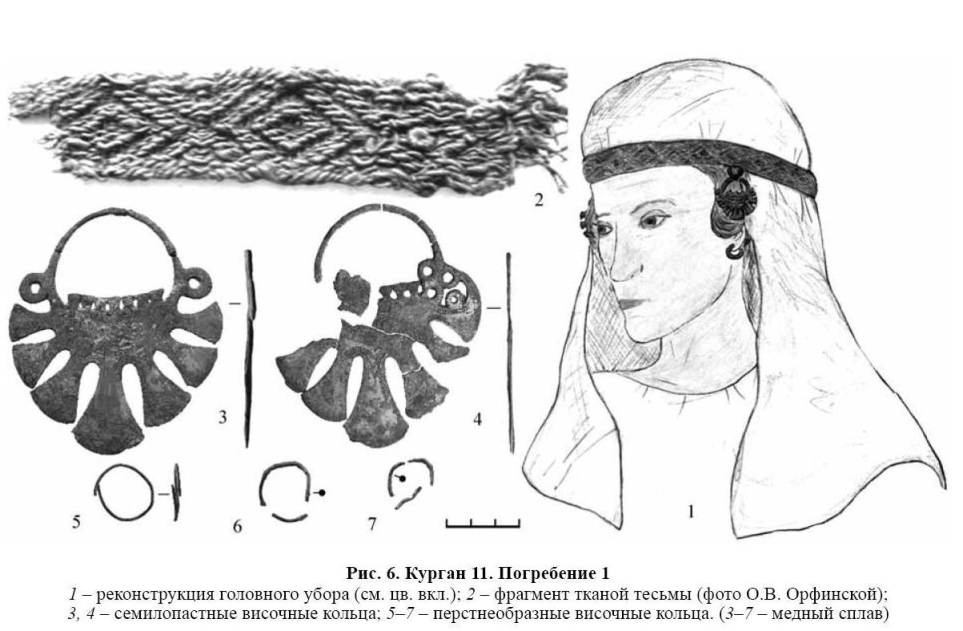 2
3
4
5
6
7
1
Рис. 6. Курган 11. Погребение 1
1 – реконструкция головного убора (см. цв. вкл.); 2 – фрагмент тканой тесьмы (фото О.В. Орфинской);
3, 4 – семилопастные височные кольца; 5–7 – перстнеобразные височные кольца. (3–7 – медный сплав)